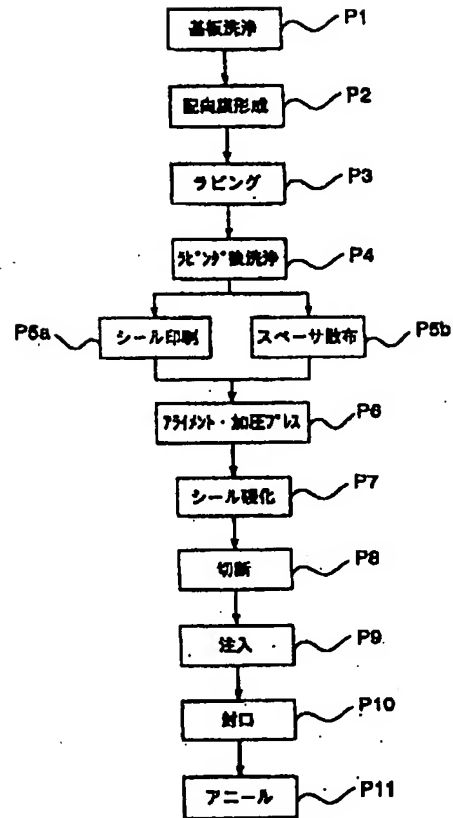 基板洗浄 P1
配向膜形成 P2
ラビング P3
ラビング後洗浄 P4
P5a シール印刷 スペーサ散布 P5b
アライメント・加圧プレス P6
シール硬化 P7
切断 P8
注入 P9
封口 P10
アニール P11